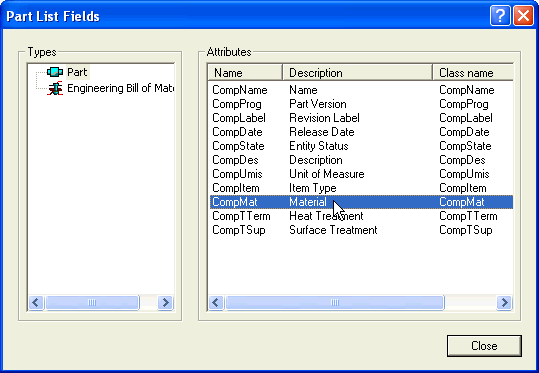 Part List Fields
Types
Part
Engineering Bill of Mate
Attributes
Name Description Class name
CompName Name CompName
CompProg Part Version CompProg
CompLabel Revision Label CompLabel
CompDate Release Date CompDate
CompState Entity Status CompState
CompDes Description CompDes
CompUmis Unit of Measure CompUmis
CompItem Item Type CompItem
CompMat Material CompMat
CompTTerm Heat Treatment CompTTerm
CompTSup Surface Treatment CompTSup
Close